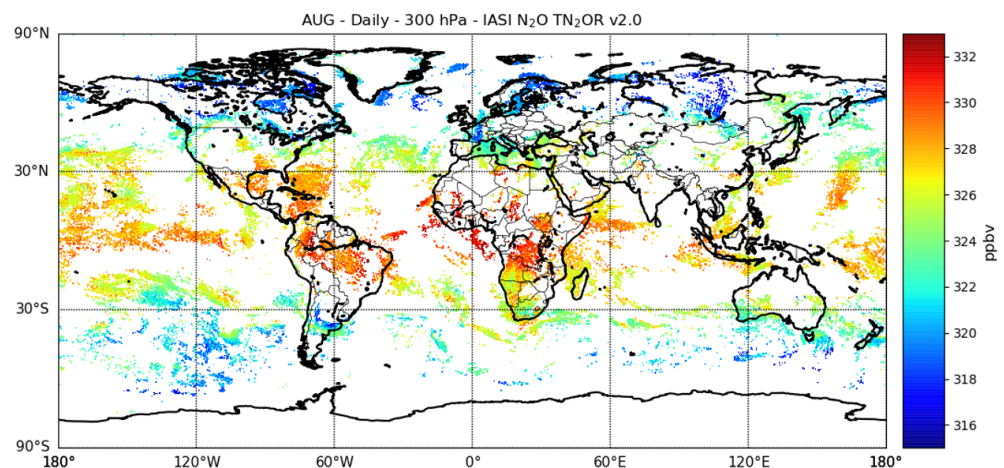 AUG - Daily - 300 hPa - IASI N₂O TN₂OR v2.0
90°N
30°N
30°S
90°S
180°
120°W
60°W
0°
60°E
120°E
180°
332
330
328
326
324
322
320
318
316
ppbv